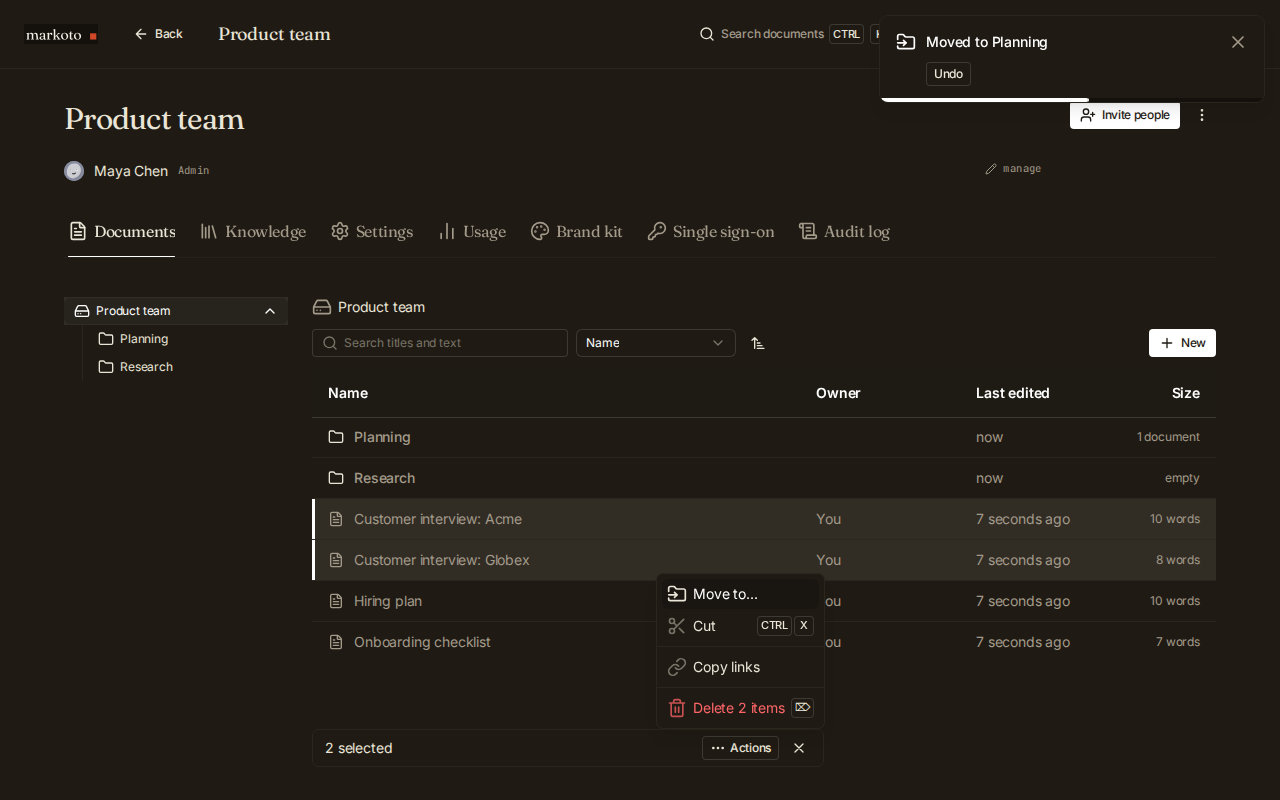 markoto
Back
Product team
Search documents CTRL
Moved to Planning
Undo
Product team
Invite people
Maya Chen Admin
manage
Documents Knowledge Settings Usage Brand kit Single sign-on Audit log
Product team
Planning
Research
Product team
Search titles and text
Name
New
Name Owner Last edited Size
Planning now 1 document
Research now empty
Customer interview: Acme You 7 seconds ago 10 words
Customer interview: Globex You 7 seconds ago 8 words
Hiring plan ou 7 seconds ago 10 words
Onboarding checklist ou 7 seconds ago 7 words
Move to...
Cut CTRL X
Copy links
Delete 2 items
2 selected
Actions